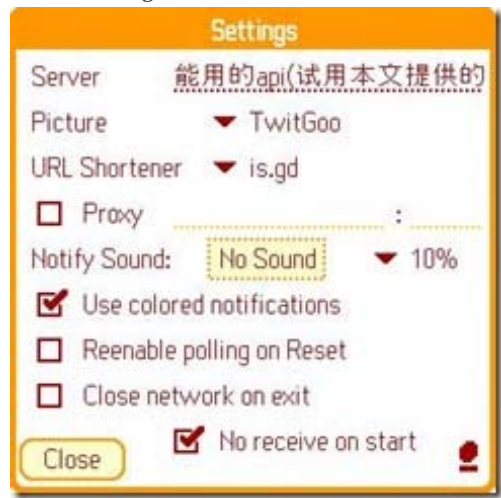 Settings
Server 能用的api(试用本文提供的
Picture TwitGoo
URL Shortener is.gd
Proxy :
Notify Sound: No Sound 10%
Use colored notifications
Reenable polling on Reset
Close network on exit
No receive on start
Close